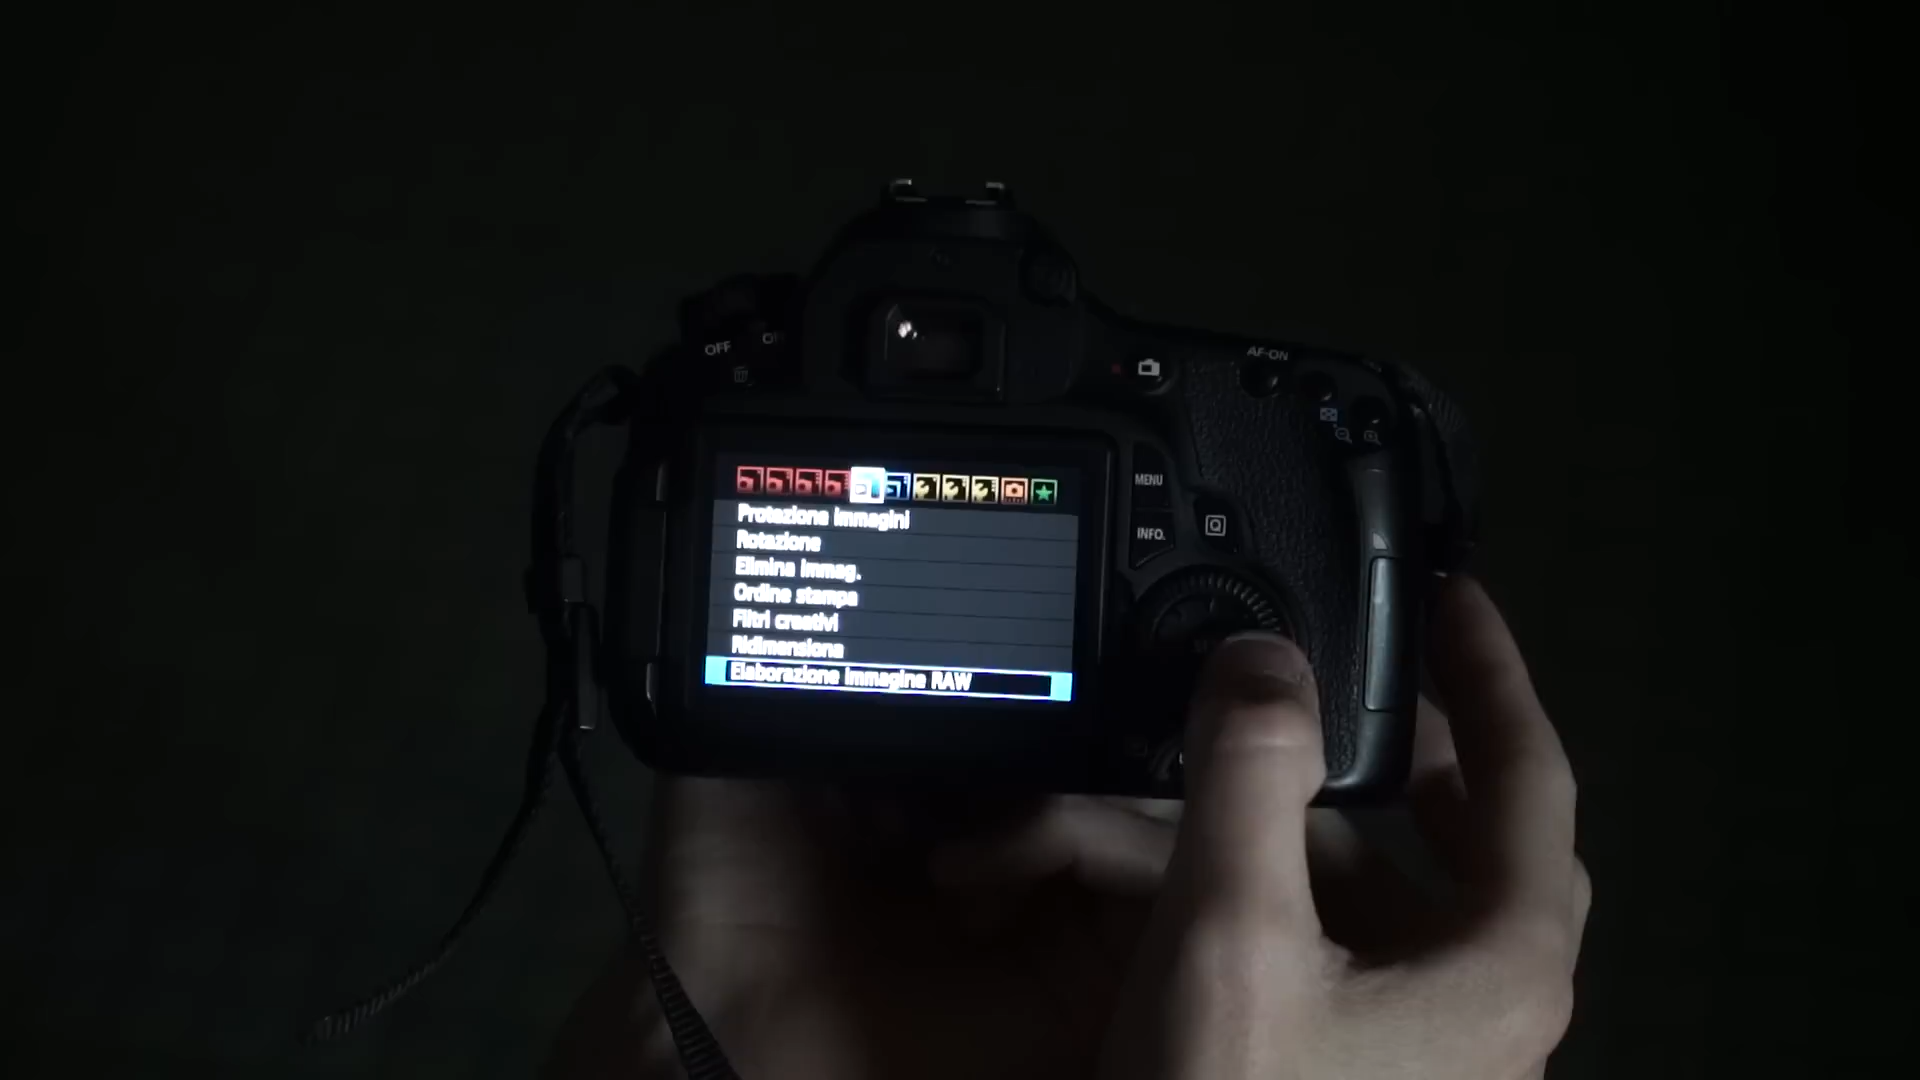 OFF
AF-ON
MENU
INFO.
Q
Protezione immagini
Rotazione
Elimina immag.
Ordine stampa
Filtri creativi
Ridimensiona
Elaborazione immagine RAW